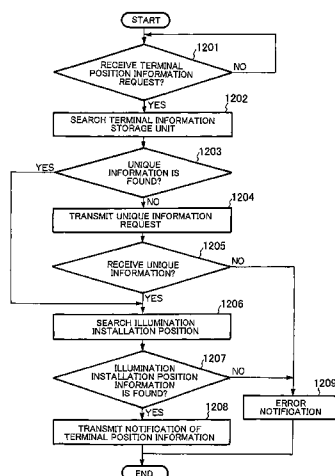 START
1201
RECEIVE TERMINAL
POSITION INFORMATION
REQUEST?
NO
YES
1202
SEARCH TERMINAL INFORMATION
STORAGE UNIT
1203
YES
UNIQUE
INFORMATION IS
FOUND?
NO
1204
TRANSMIT UNIQUE INFORMATION
REQUEST
1205
RECEIVE UNIQUE
INFORMATION?
NO
YES
1206
SEARCH ILLUMINATION
INSTALLATION POSITION
1207
ILLUMINATION
INSTALLATION POSITION
INFORMATION
IS FOUND?
NO
YES
1208
TRANSMIT NOTIFICATION OF
TERMINAL POSITION INFORMATION
1209
ERROR
NOTIFICATION
END